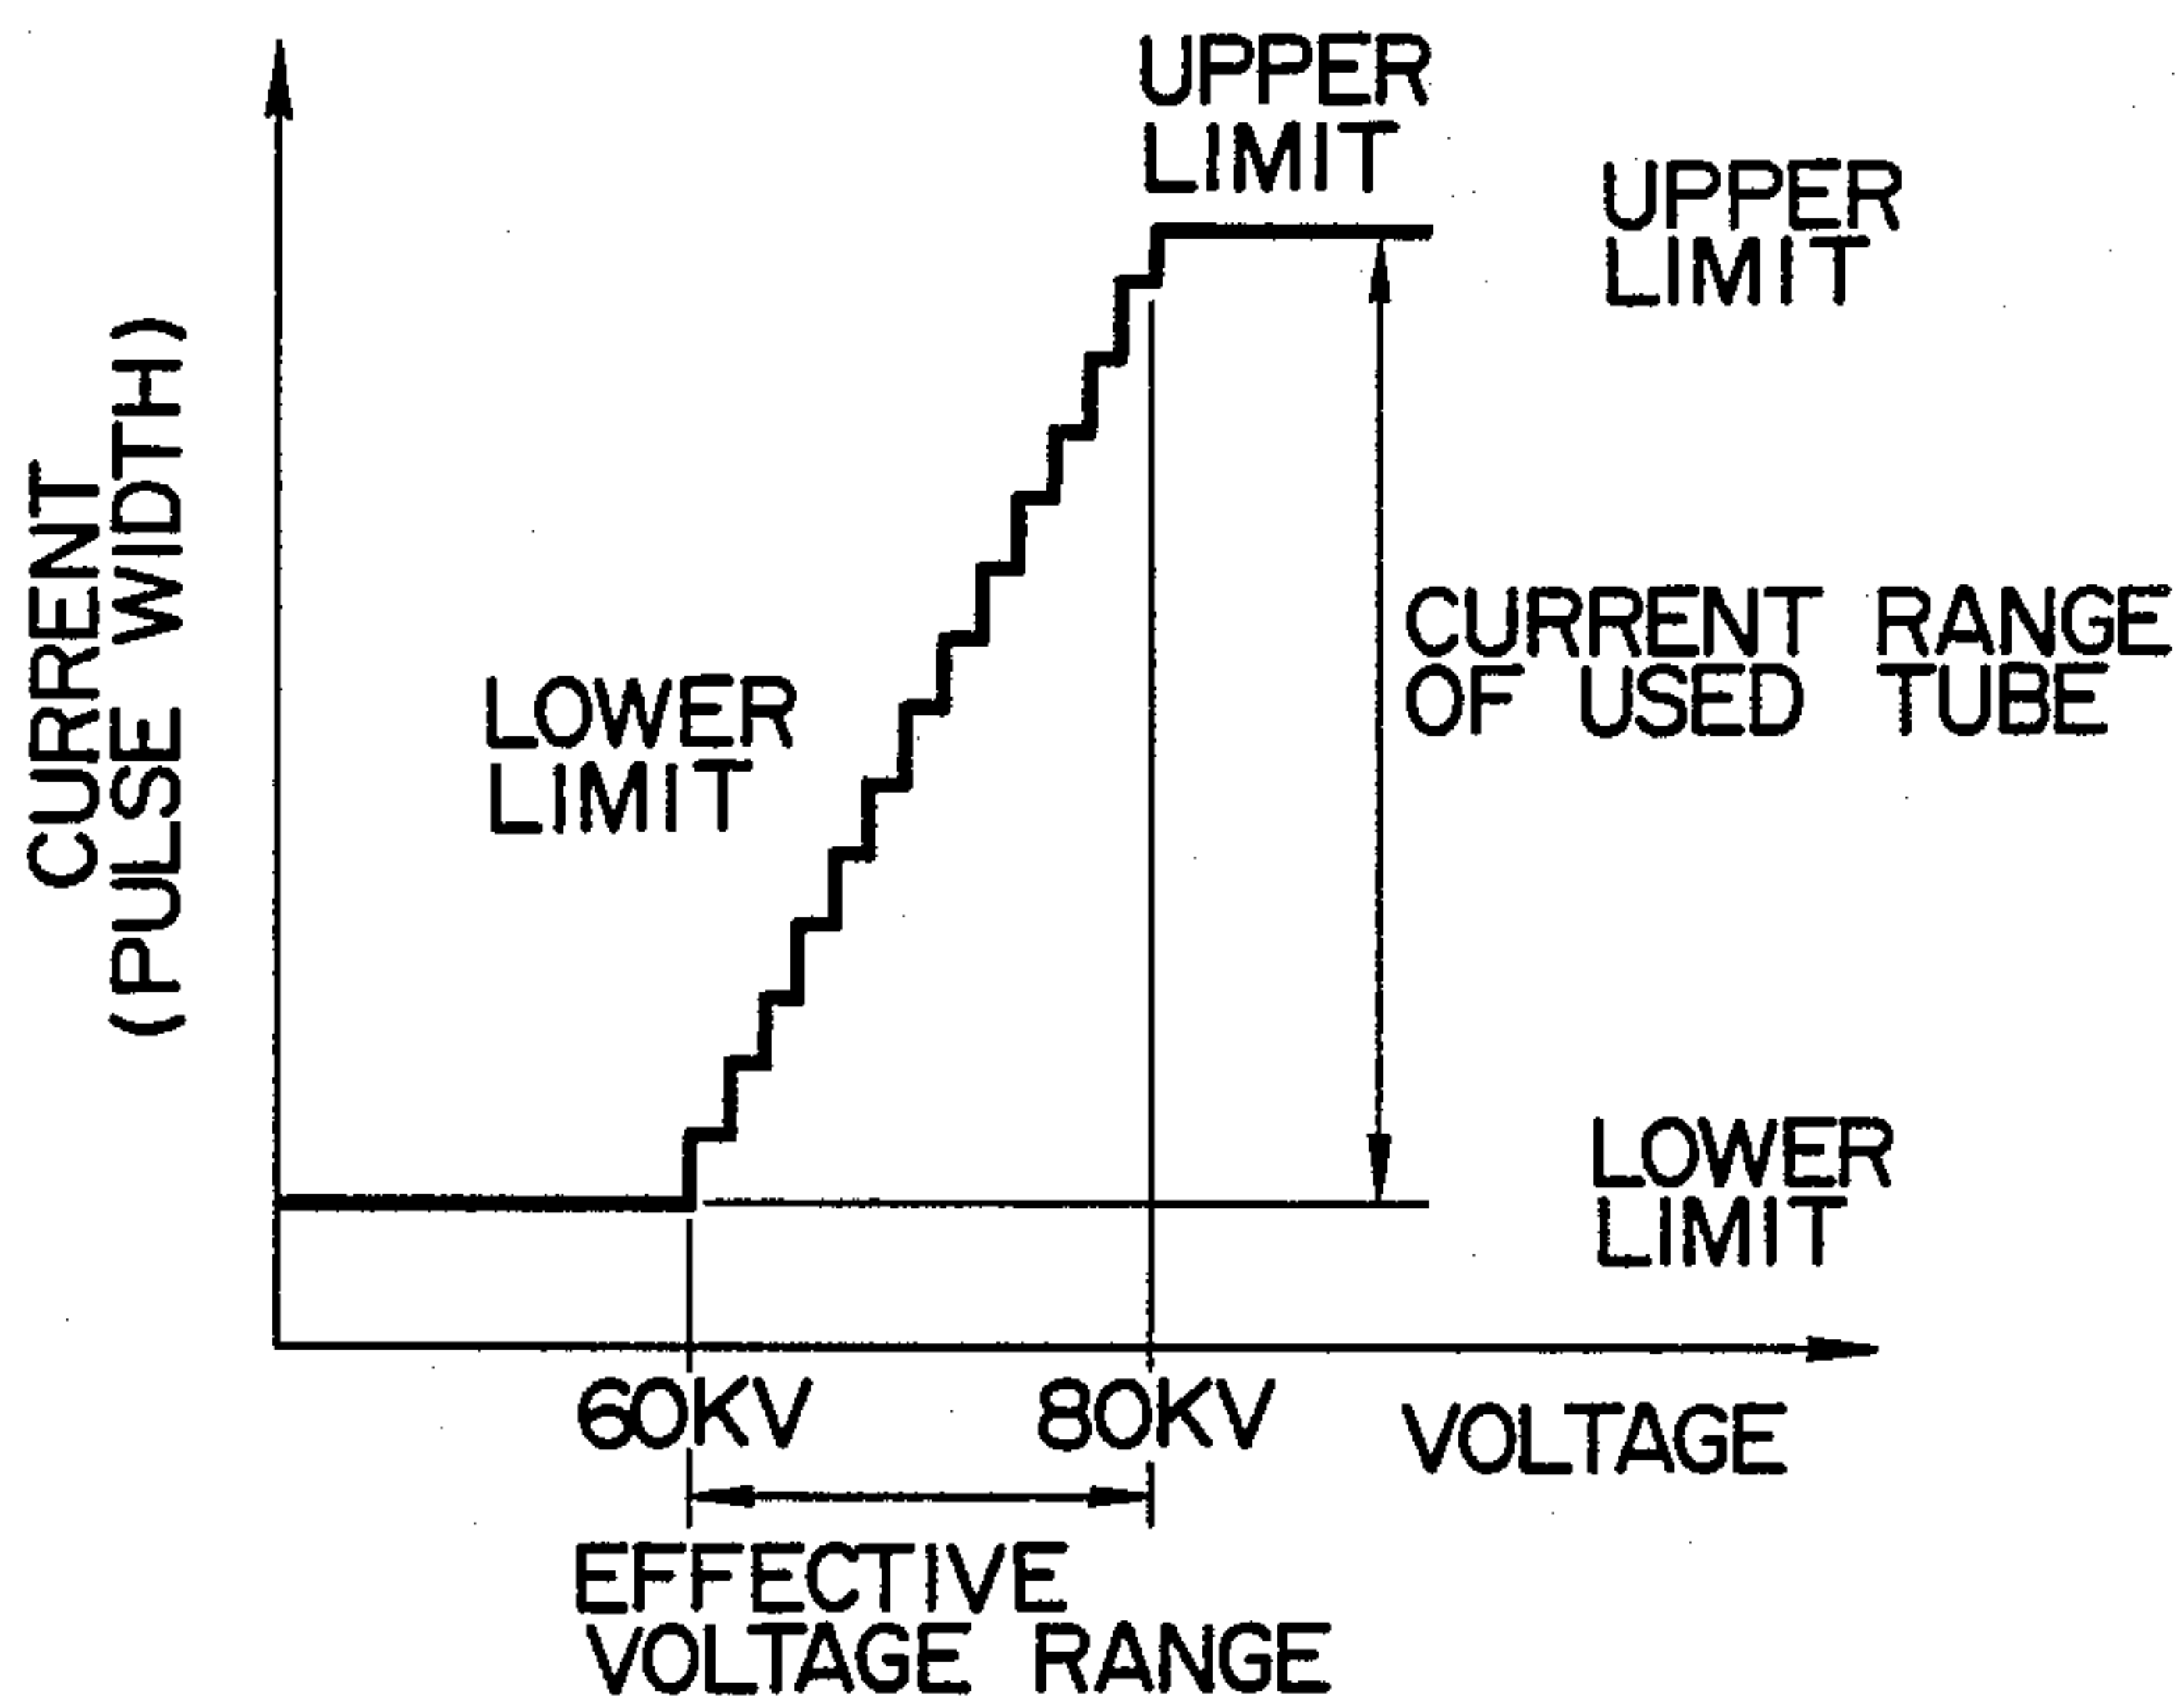 UPPER
LIMIT
UPPER
LIMIT
CURRENT
(PULSE WIDTH)
LOWER
LIMIT
CURRENT RANGE
OF USED TUBE
LOWER
LIMIT
60KV
80KV
VOLTAGE
EFFECTIVE
VOLTAGE RANGE